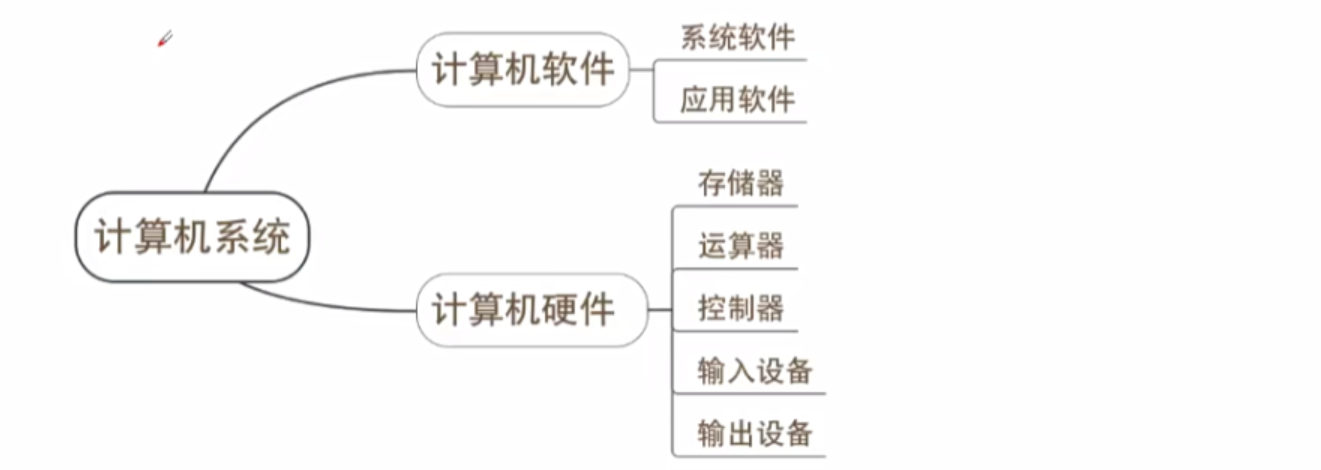 计算机系统
计算机软件
系统软件
应用软件
计算机硬件
存储器
运算器
控制器
输入设备
输出设备